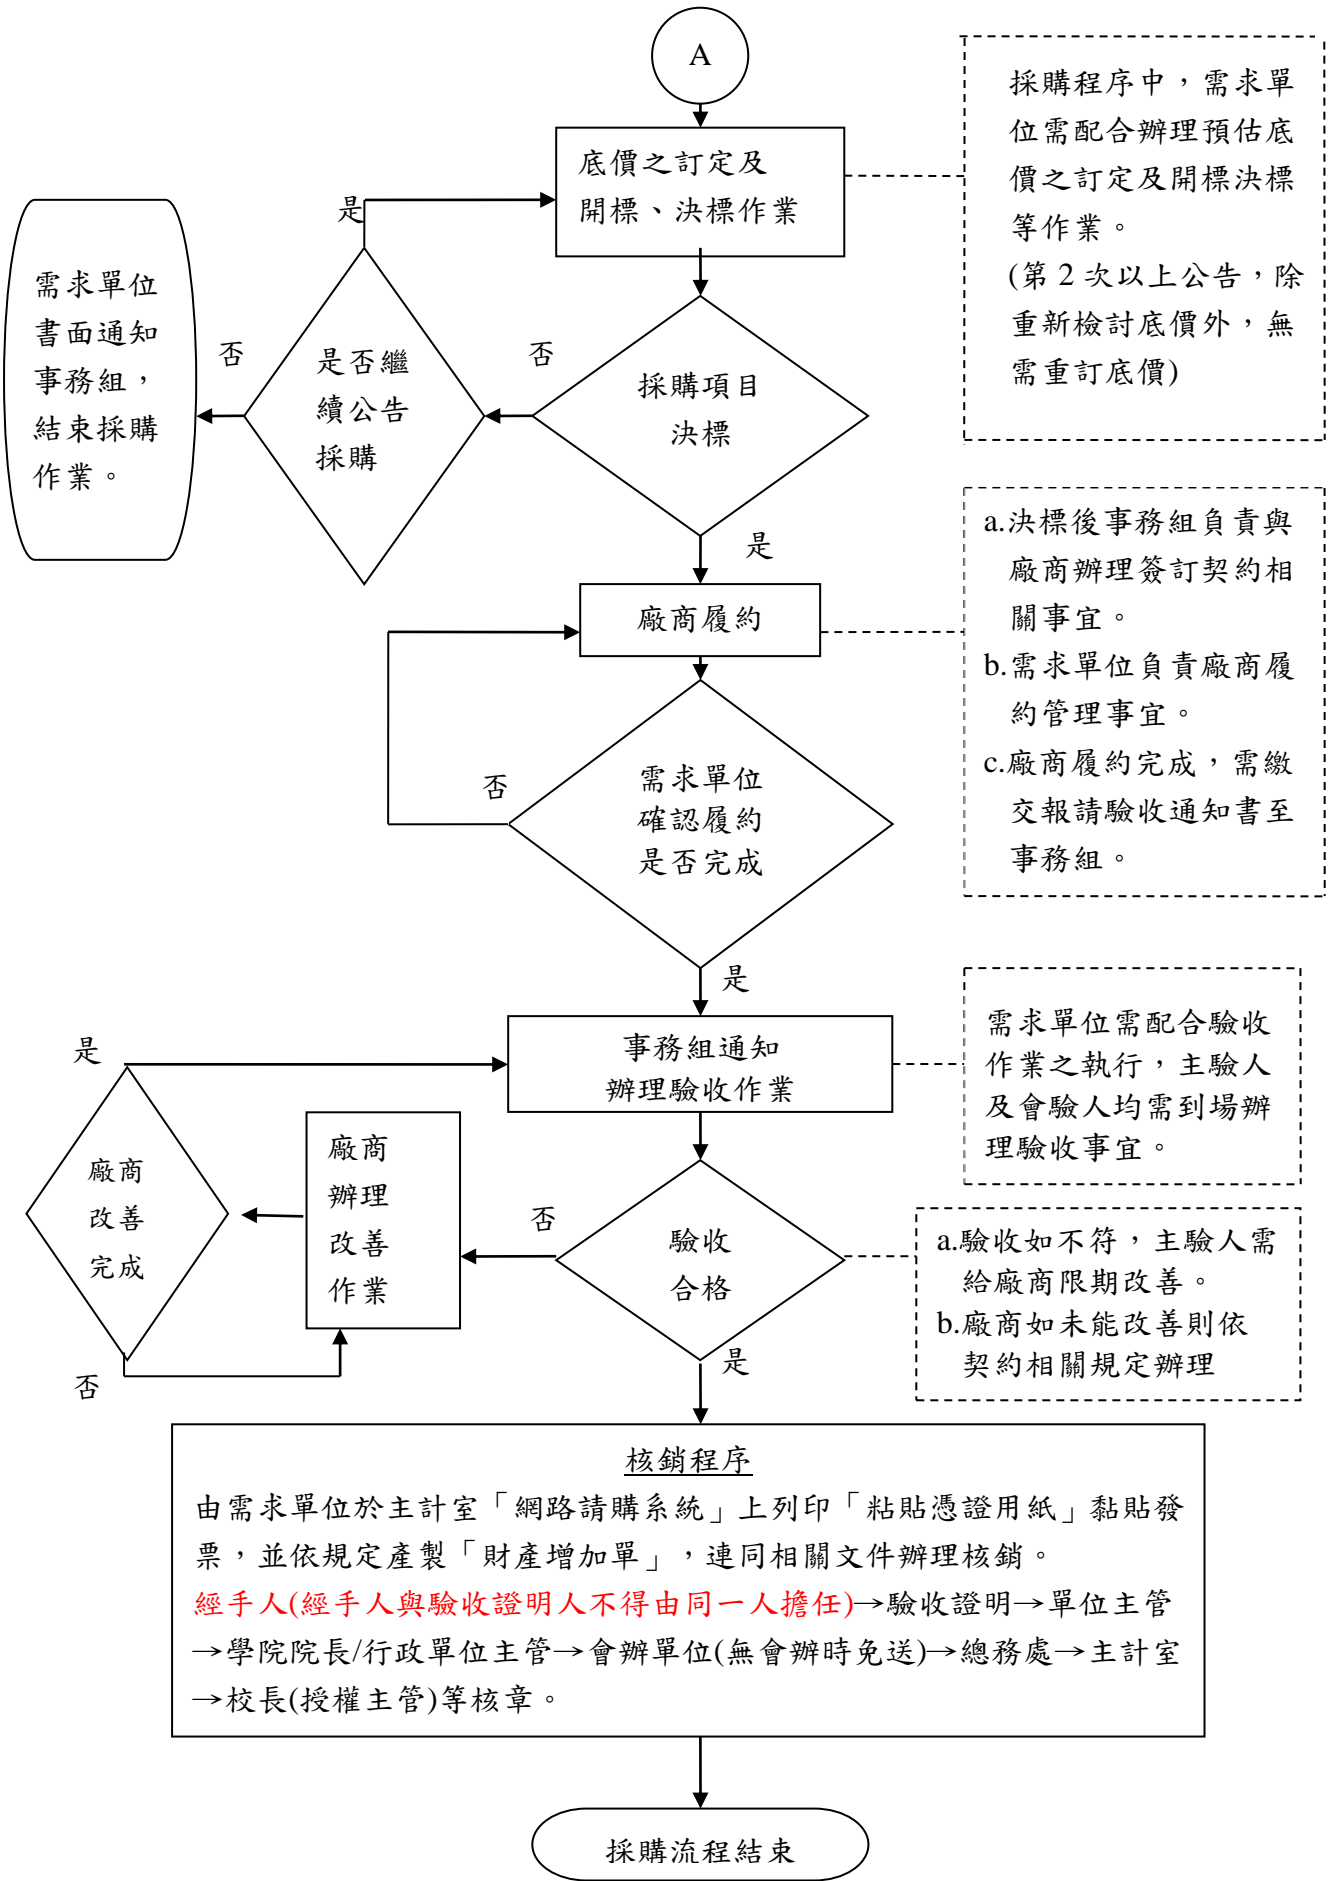 A
底價之訂定及
開標、決標作業
採購程序中，需求單
位需配合辦理預估底
價之訂定及開標決標
等作業。
(第 2 次以上公告，除
重新檢討底價外，無
需重訂底價)
是
需求單位
書面通知
事務組，
結束採購
作業。
否
是否繼
續公告
採購
否
採購項目
決標
是
廠商履約
a.決標後事務組負責與
廠商辦理簽訂契約相
關事宜。
b.需求單位負責廠商履
約管理事宜。
c.廠商履約完成，需繳
交報請驗收通知書至
事務組。
否
需求單位
確認履約
是否完成
是
事務組通知
辦理驗收作業
需求單位需配合驗收
作業之執行，主驗人
及會驗人均需到場辦
理驗收事宜。
是
廠商
改善
完成
否
廠商
辦理
改善
作業
否
驗收
合格
是
a.驗收如不符，主驗人需
給廠商限期改善。
b.廠商如未能改善則依
契約相關規定辦理
核銷程序
由需求單位於主計室「網路請購系統」上列印「粘貼憑證用紙」黏貼發
票，並依規定產製「財產增加單」，連同相關文件辦理核銷。
經手人(經手人與驗收證明人不得由同一人擔任)→驗收證明→單位主管
→學院院長/行政單位主管→會辦單位(無會辦時免送)→總務處→主計室
→校長(授權主管)等核章。
採購流程結束